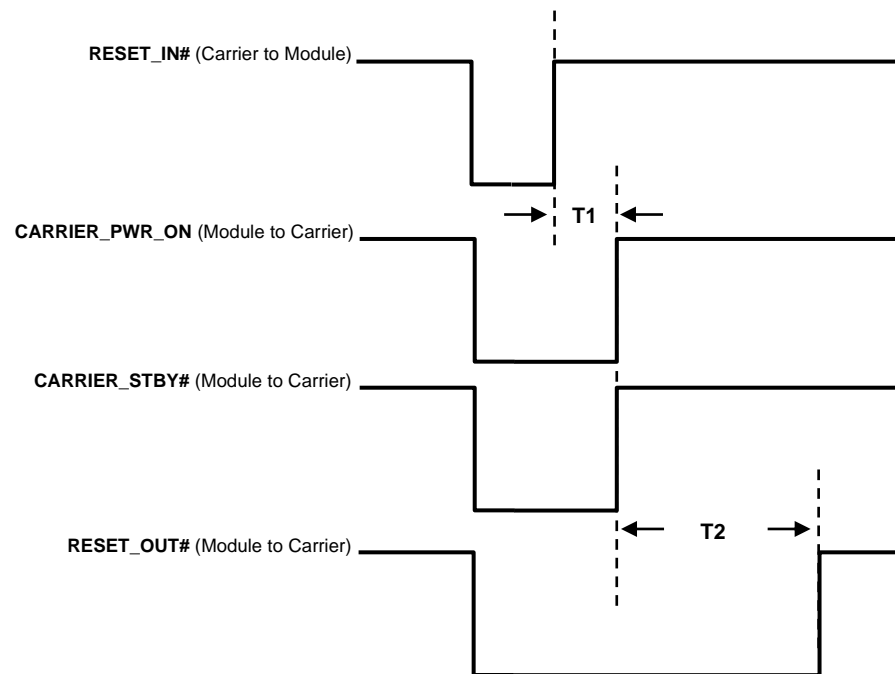 RESET_IN# (Carrier to Module)
T1
CARRIER_PWR_ON (Module to Carrier)
CARRIER_STBY# (Module to Carrier)
T2
RESET_OUT# (Module to Carrier)